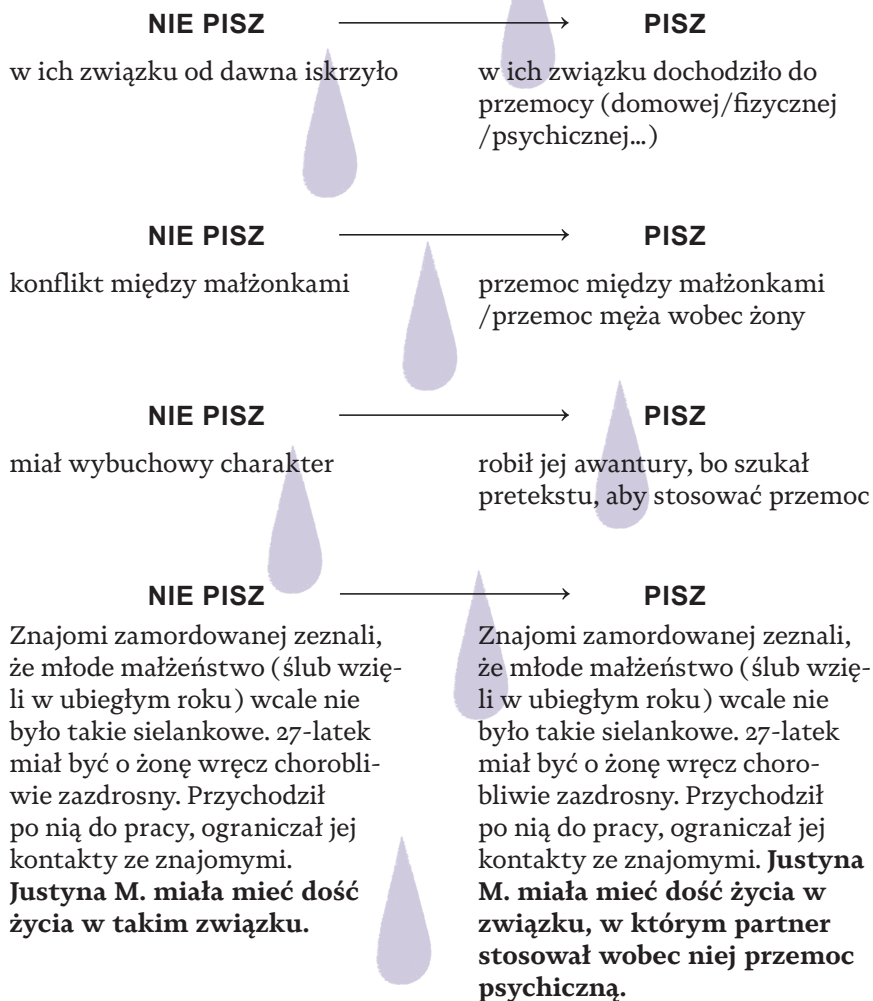 NIE PISZ → PISZ
w ich związku od dawna iskrzyło
w ich związku dochodziło do
przemocy (domowej/fizycznej
/psychicznej…)
NIE PISZ → PISZ
konflikt między małżonkami
przemoc między małżonkami
/przemoc męża wobec żony
NIE PISZ → PISZ
miał wybuchowy charakter
robił jej awantury, bo szukał
pretekstu, aby stosować przemoc
NIE PISZ → PISZ
Znajomi zamordowanej zeznali,
że młode małżeństwo (ślub wzię-
li w ubiegłym roku) wcale nie
było takie sielankowe. 27-latek
miał być o żonę wręcz chorobli-
wie zazdrosny. Przychodził
po nią do pracy, ograniczał jej
kontakty ze znajomymi.
Justyna M. miała mieć dość
życia w takim związku.
Znajomi zamordowanej zeznali,
że młode małżeństwo (ślub wzię-
li w ubiegłym roku) wcale nie
było takie sielankowe. 27-latek
miał być o żonę wręcz choro-
bliwie zazdrosny. Przychodził
po nią do pracy, ograniczał jej
kontakty ze znajomymi. Justyna
M. miała mieć dość życia w
związku, w którym partner
stosował wobec niej przemoc
psychiczną.